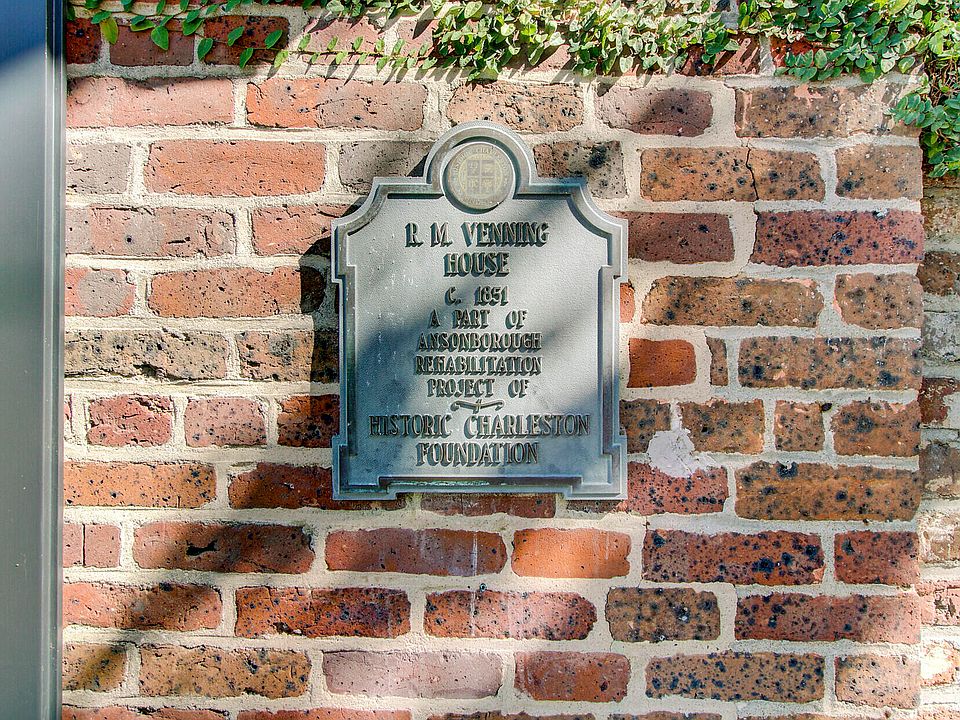 R. M. VENNING
HOUSE
C. 1851
A PART OF
ANSONBOROUGH
REHABILITATION
PROJECT OF
HISTORIC CHARLESTON
FOUNDATION